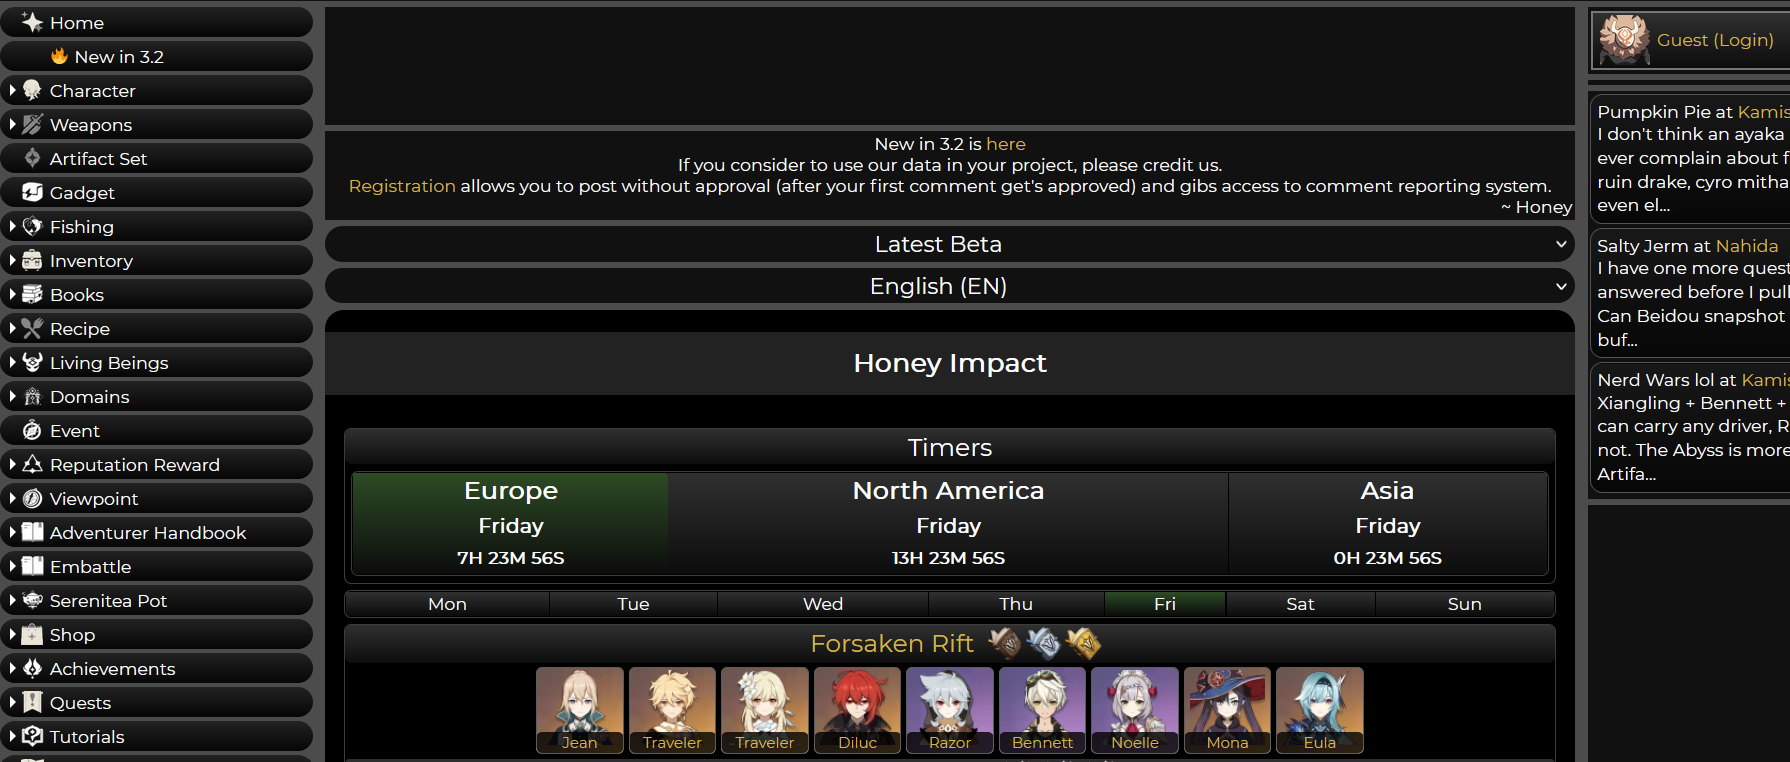 Home
New in 3.2
Character
Weapons
Artifact Set
Gadget
Fishing
Inventory
Books
Recipe
Living Beings
Domains
Event
Reputation Reward
Viewpoint
Adventurer Handbook
Embattle
Serenitea Pot
Shop
Achievements
Quests
Tutorials
New in 3.2 is here
If you consider to use our data in your project, please credit us.
Registration allows you to post without approval (after your first comment get's approved) and gibs access to comment reporting system.
~ Honey
Latest Beta
English (EN)
Honey Impact
Timers
Europe
Friday
7H 23M 56S
North America
Friday
13H 23M 56S
Asia
Friday
0H 23M 56S
Mon Tue Wed Thu Fri Sat Sun
Forsaken Rift
Jean Traveler Traveler Diluc Razor Bennett Noelle Mona Eula
Guest (Login)
Pumpkin Pie at Kamis
I don't think an ayaka
ever complain about f
ruin drake, cyro mitha
even el...
Salty Jerm at Nahida
I have one more quest
answered before I pull
Can Beidou snapshot
buf...
Nerd Wars lol at Kamis
Xiangling + Bennett +
can carry any driver, R
not. The Abyss is more
Artifa...